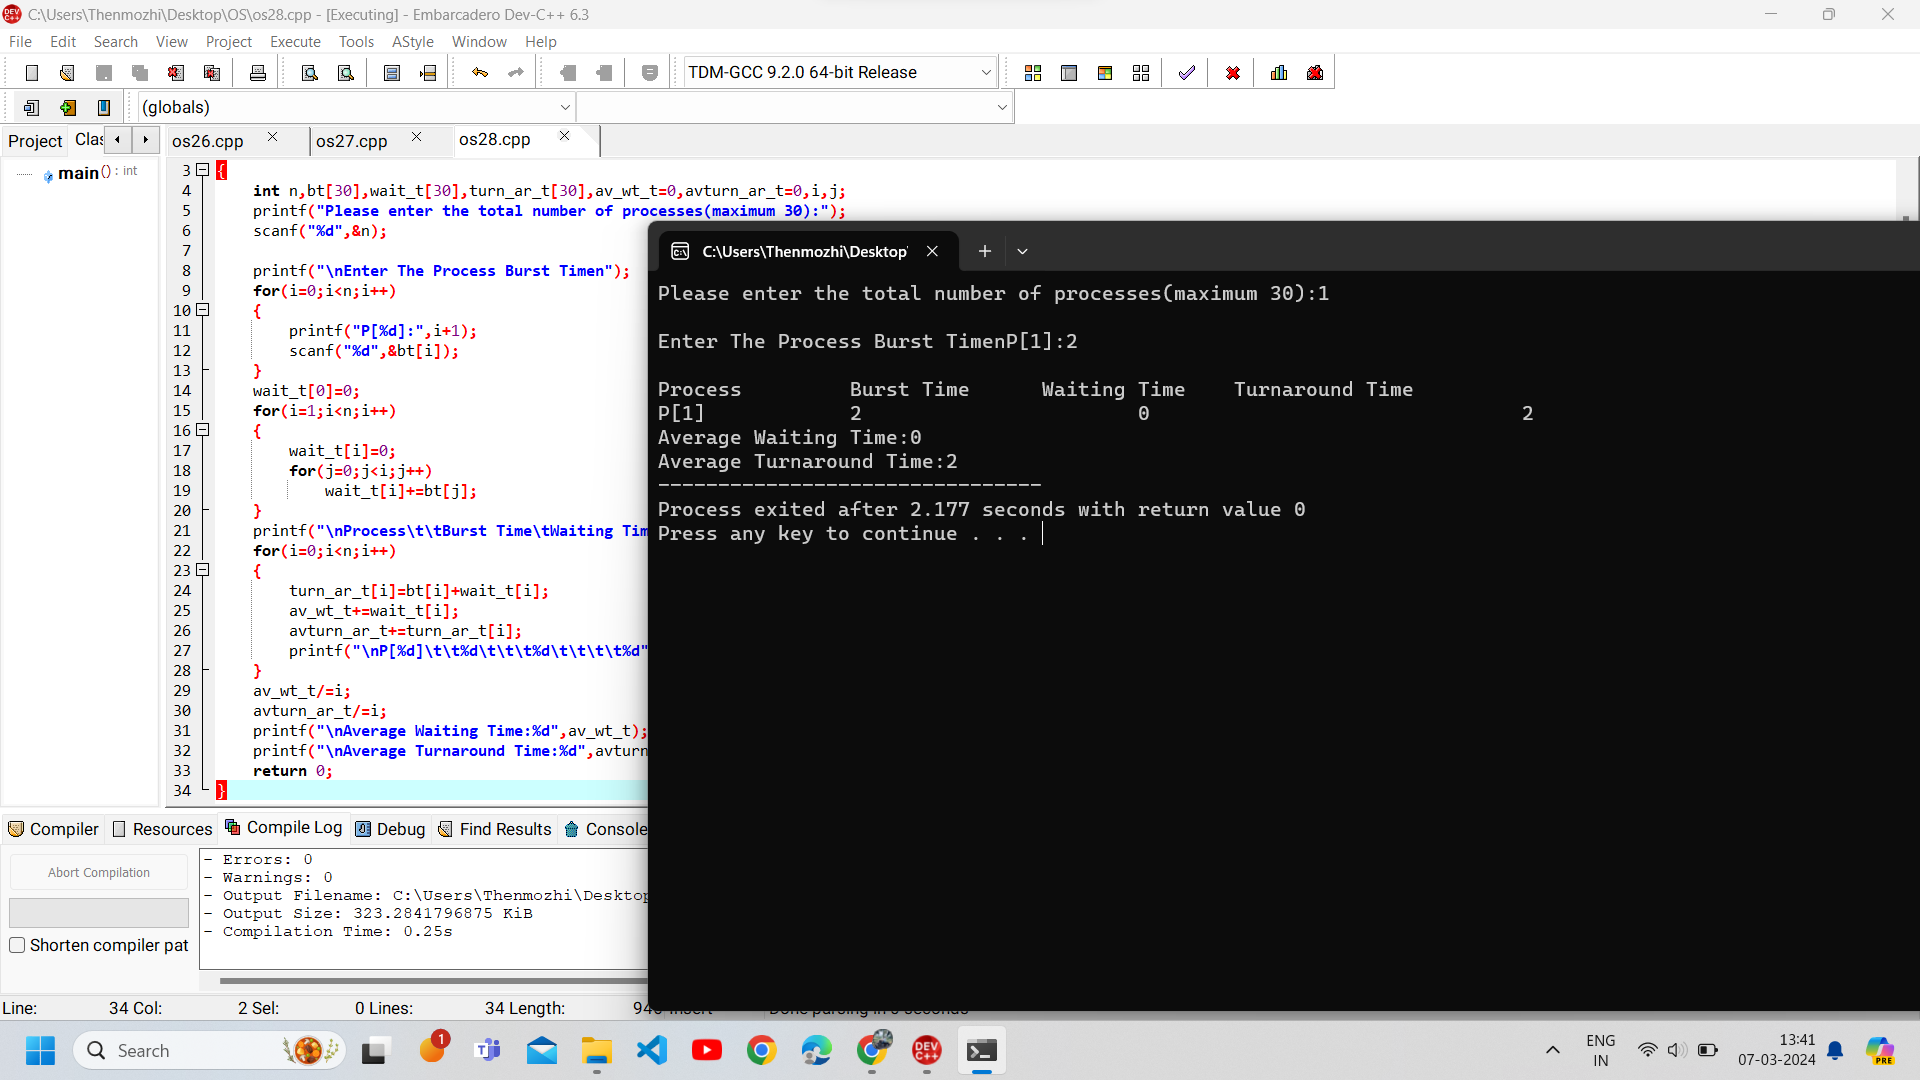 C:\Users\Thenmozhi\Desktop\OS\os28.cpp - [Executing] - Embarcadero Dev-C++ 6.3
File Edit Search View Project Execute Tools AStyle Window Help
TDM-GCC 9.2.0 64-bit Release
(globals)
Project Clas os26.cpp os27.cpp os28.cpp
main() : int
3 {
4 int n,bt[30],wait_t[30],turn_ar_t[30],av_wt_t=0,avturn_ar_t=0,i,j;
5 printf("Please enter the total number of processes(maximum 30):");
6 scanf("%d",&n);
7
8 printf("\nEnter The Process Burst Timen");
9 for(i=0;i<n;i++)
10 {
11 printf("P[%d]:",i+1);
12 scanf("%d",&bt[i]);
13 }
14 wait_t[0]=0;
15 for(i=1;i<n;i++)
16 {
17 wait_t[i]=0;
18 for(j=0;j<i;j++)
19 wait_t[i]+=bt[j];
20 }
21 printf("\nProcess\t\tBurst Time\tWaiting Tim
22 for(i=0;i<n;i++)
23 {
24 turn_ar_t[i]=bt[i]+wait_t[i];
25 av_wt_t+=wait_t[i];
26 avturn_ar_t+=turn_ar_t[i];
27 printf("\nP[%d]\t\t%d\t\t\t%d\t\t\t\t%d"
28 }
29 av_wt_t/=i;
30 avturn_ar_t/=i;
31 printf("\nAverage Waiting Time:%d",av_wt_t);
32 printf("\nAverage Turnaround Time:%d",avturn
33 return 0;
34 }
C:\Users\Thenmozhi\Desktop\
Please enter the total number of processes(maximum 30):1
Enter The Process Burst TimenP[1]:2
Process Burst Time Waiting Time Turnaround Time
P[1] 2 0 2
Average Waiting Time:0
Average Turnaround Time:2
--------------------------------
Process exited after 2.177 seconds with return value 0
Press any key to continue . . .
Compiler Resources Compile Log Debug Find Results Console
Abort Compilation
Shorten compiler pat
- Errors: 0
- Warnings: 0
- Output Filename: C:\Users\Thenmozhi\Desktop
- Output Size: 323.2841796875 KiB
- Compilation Time: 0.25s
Line: 34 Col: 2 Sel: 0 Lines: 34 Length: Insert Done parsing in 0 seconds
Search
1
DEV C++
PRE
ENG
IN
13:41
07-03-2024